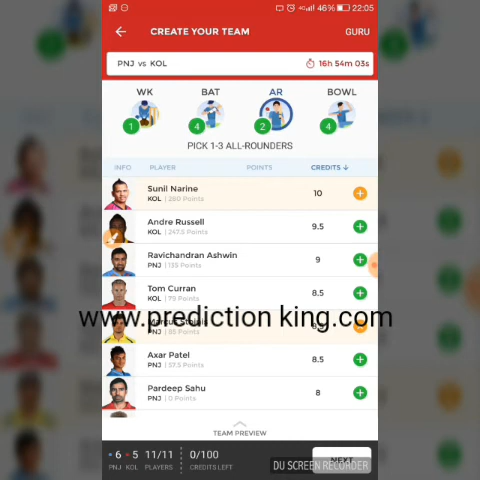 46% 22:05
CREATE YOUR TEAM GURU
PNJ vs KOL 16h 54m 03s
WK BAT AR BOWL
1 4 2 4
PICK 1-3 ALL-ROUNDERS
INFO PLAYER POINTS CREDITS ↓
Sunil Narine 10
KOL | 280 Points
Andre Russell 9.5
KOL | 247.5 Points
Ravichandran Ashwin 9
PNJ | 135 Points
Tom Curran 8.5
KOL | 79 Points
www.prediction king.com
Axar Patel 8.5
PNJ | 57.5 Points
Pardeep Sahu 8
PNJ | 0 Points
TEAM PREVIEW
6 5 11/11 0/100
PNJ KOL PLAYERS CREDITS LEFT
NEXT
DU SCREEN RECORDER